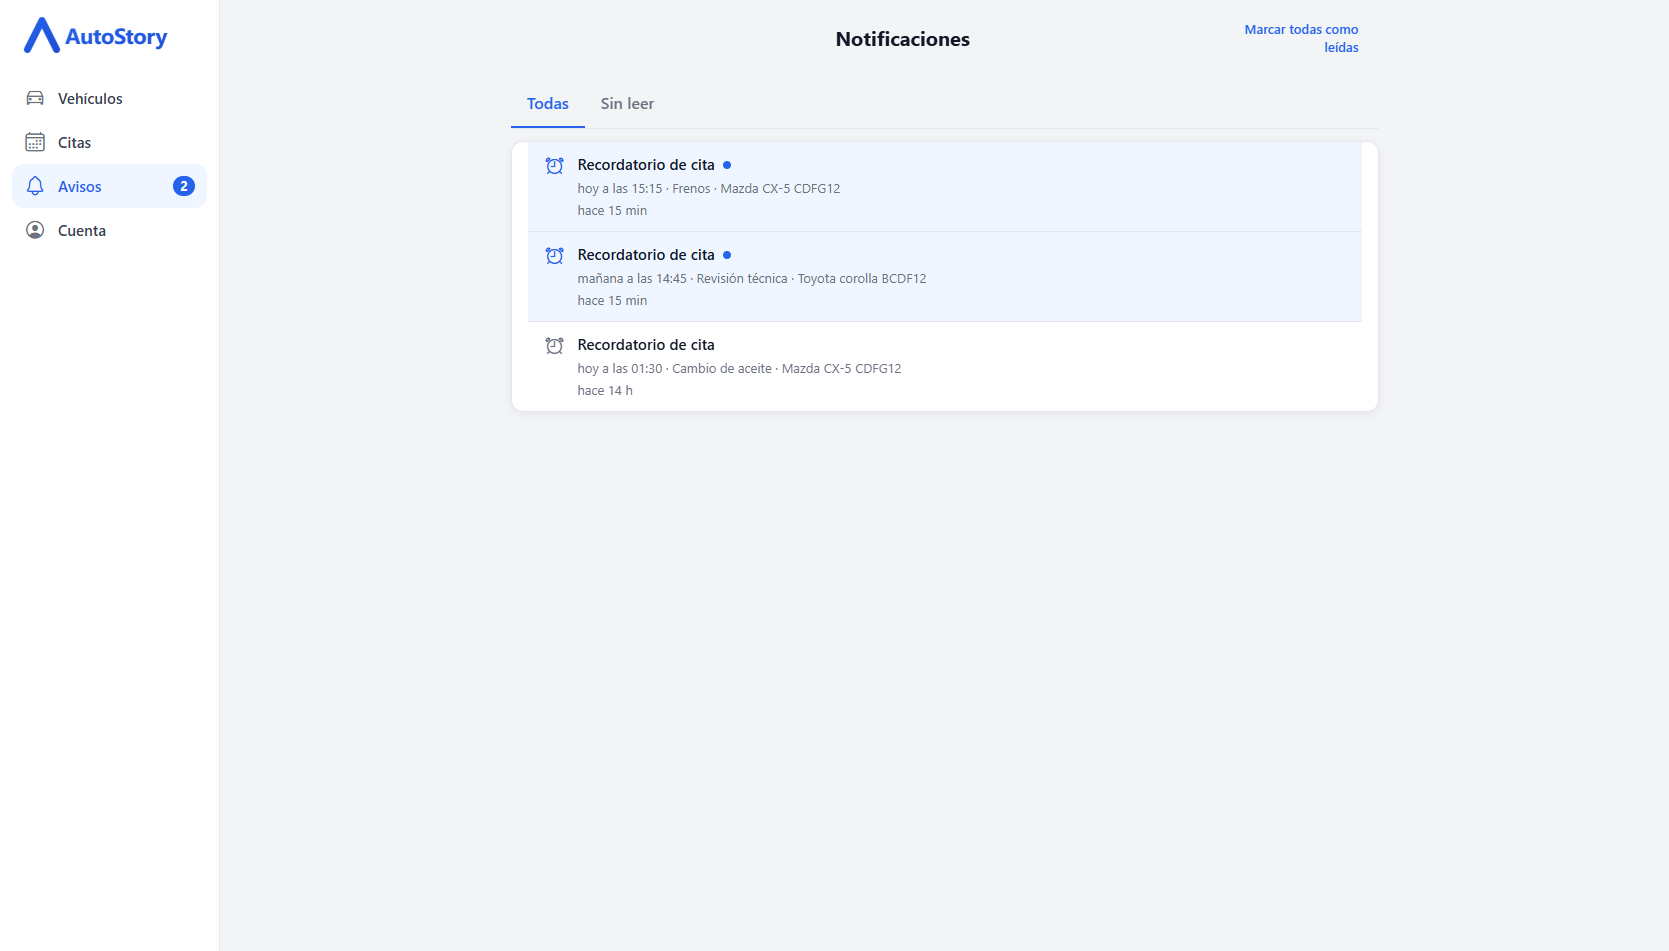 AutoStory
Vehículos
Citas
Avisos
2
Cuenta
Notificaciones
Marcar todas como
leídas
Todas
Sin leer
Recordatorio de cita
hoy a las 15:15 · Frenos · Mazda CX-5 CDFG12
hace 15 min
Recordatorio de cita
mañana a las 14:45 · Revisión técnica · Toyota corolla BCDF12
hace 15 min
Recordatorio de cita
hoy a las 01:30 · Cambio de aceite · Mazda CX-5 CDFG12
hace 14 h